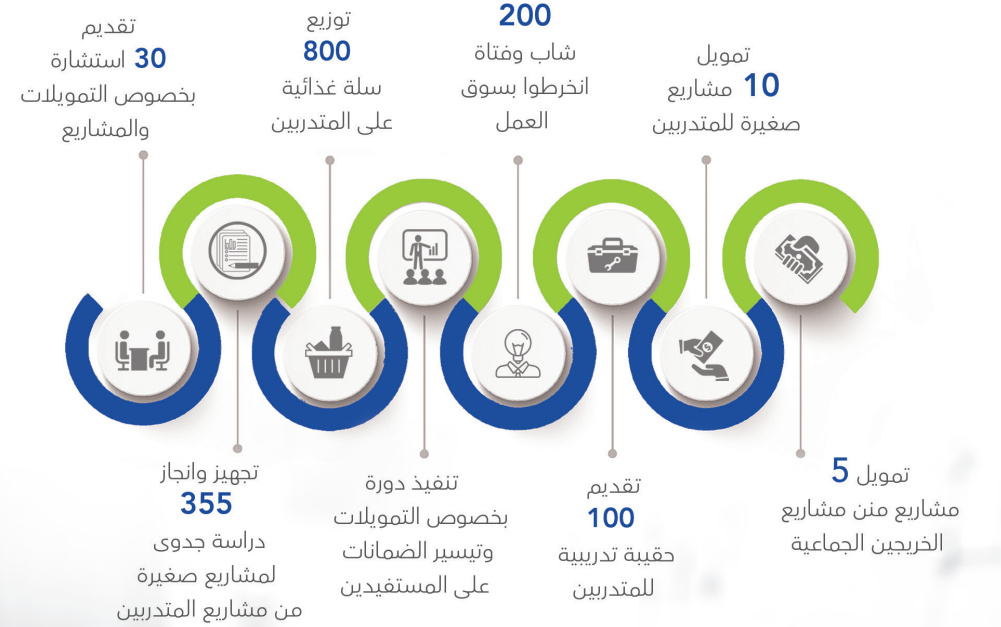 تمويل 5
مشاريع منن مشاريع
الخريجين الجماعية
تمويل
10 مشاريع
صغيرة للمتدربين
تقديم
100
حقيبة تدريبية
للمتدربين
200
شاب وفتاة
انخرطوا بسوق
العمل
تنفيذ دورة
بخصوص التمويلات
وتيسير الضمانات
على المستفيدين
توزيع
800
سلة غذائية
على المتدربين
تجهيز وانجاز
355
دراسة جدوى
لمشاريع صغيرة
من مشاريع المتدربين
تقديم
30 استشارة
بخصوص التمويلات
والمشاريع